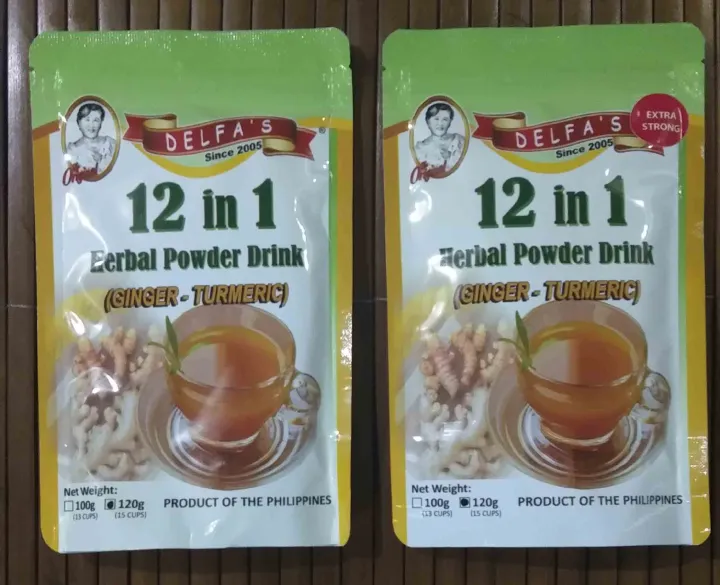 Original
DELFA'S
®
Since 2005
12 in 1
Herbal Powder Drink
(GINGER - TURMERIC)
Net Weight:
100g 120g
(13 CUPS) (15 CUPS)
PRODUCT OF THE PHILIPPINES
Original
DELFA'S
EXTRA
STRONG
Since 2005
12 in 1
Herbal Powder Drink
(GINGER - TURMERIC)
Net Weight:
100g 120g
(13 CUPS) (15 CUPS)
PRODUCT OF THE PHILIPPINES